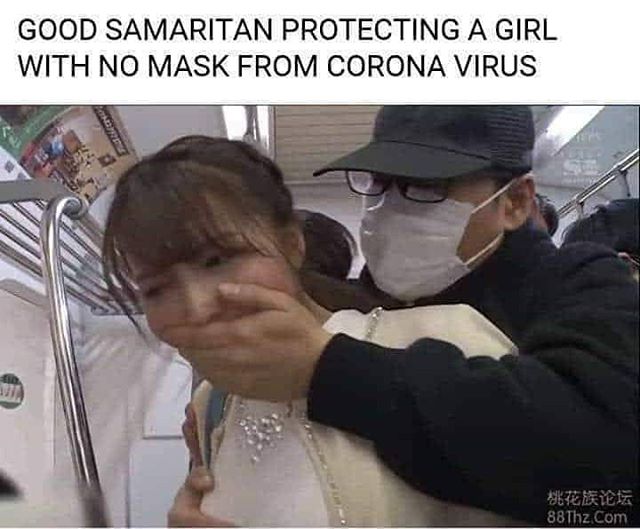 GOOD SAMARITAN PROTECTING A GIRL
WITH NO MASK FROM CORONA VIRUS
桃花族论坛
88Thz.Com